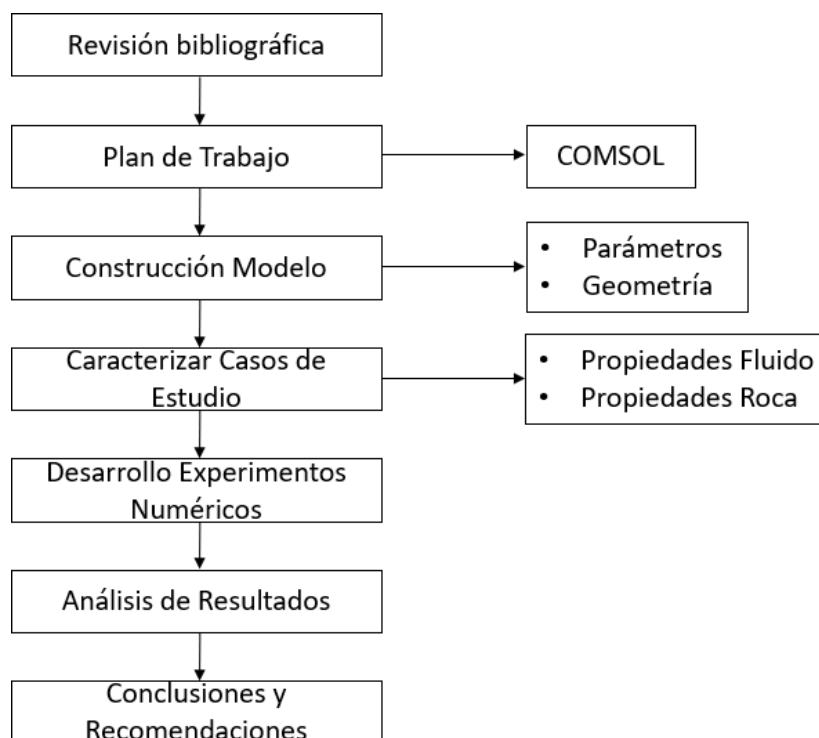 Revisión bibliográfica
Plan de Trabajo
COMSOL
Construcción Modelo
• Parámetros
• Geometría
Caracterizar Casos de
Estudio
• Propiedades Fluido
• Propiedades Roca
Desarrollo Experimentos
Numéricos
Análisis de Resultados
Conclusiones y
Recomendaciones